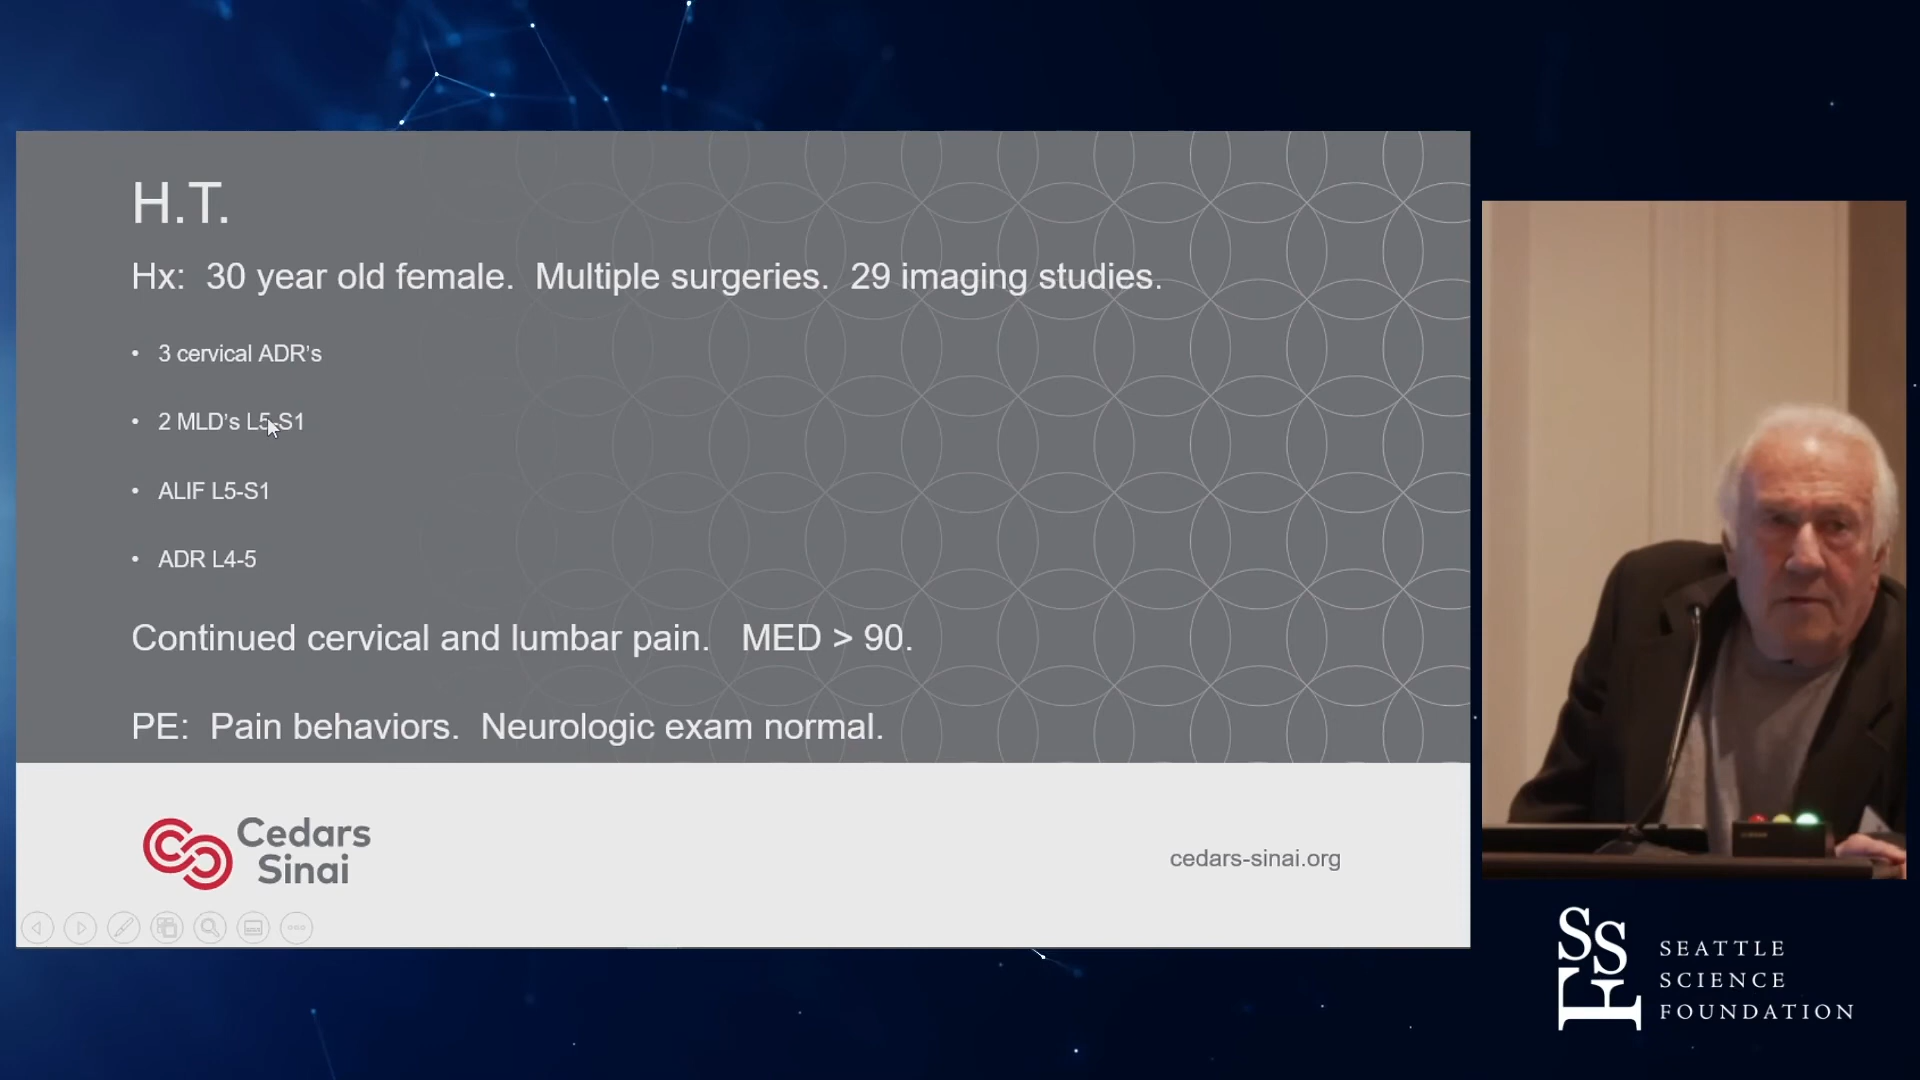 H.T.
Hx: 30 year old female. Multiple surgeries. 29 imaging studies.
• 3 cervical ADR's
• 2 MLD's L5-S1
• ALIF L5-S1
• ADR L4-5
Continued cervical and lumbar pain. MED > 90.
PE: Pain behaviors. Neurologic exam normal.
Cedars
Sinai
cedars-sinai.org
SSF
SEATTLE
SCIENCE
FOUNDATION